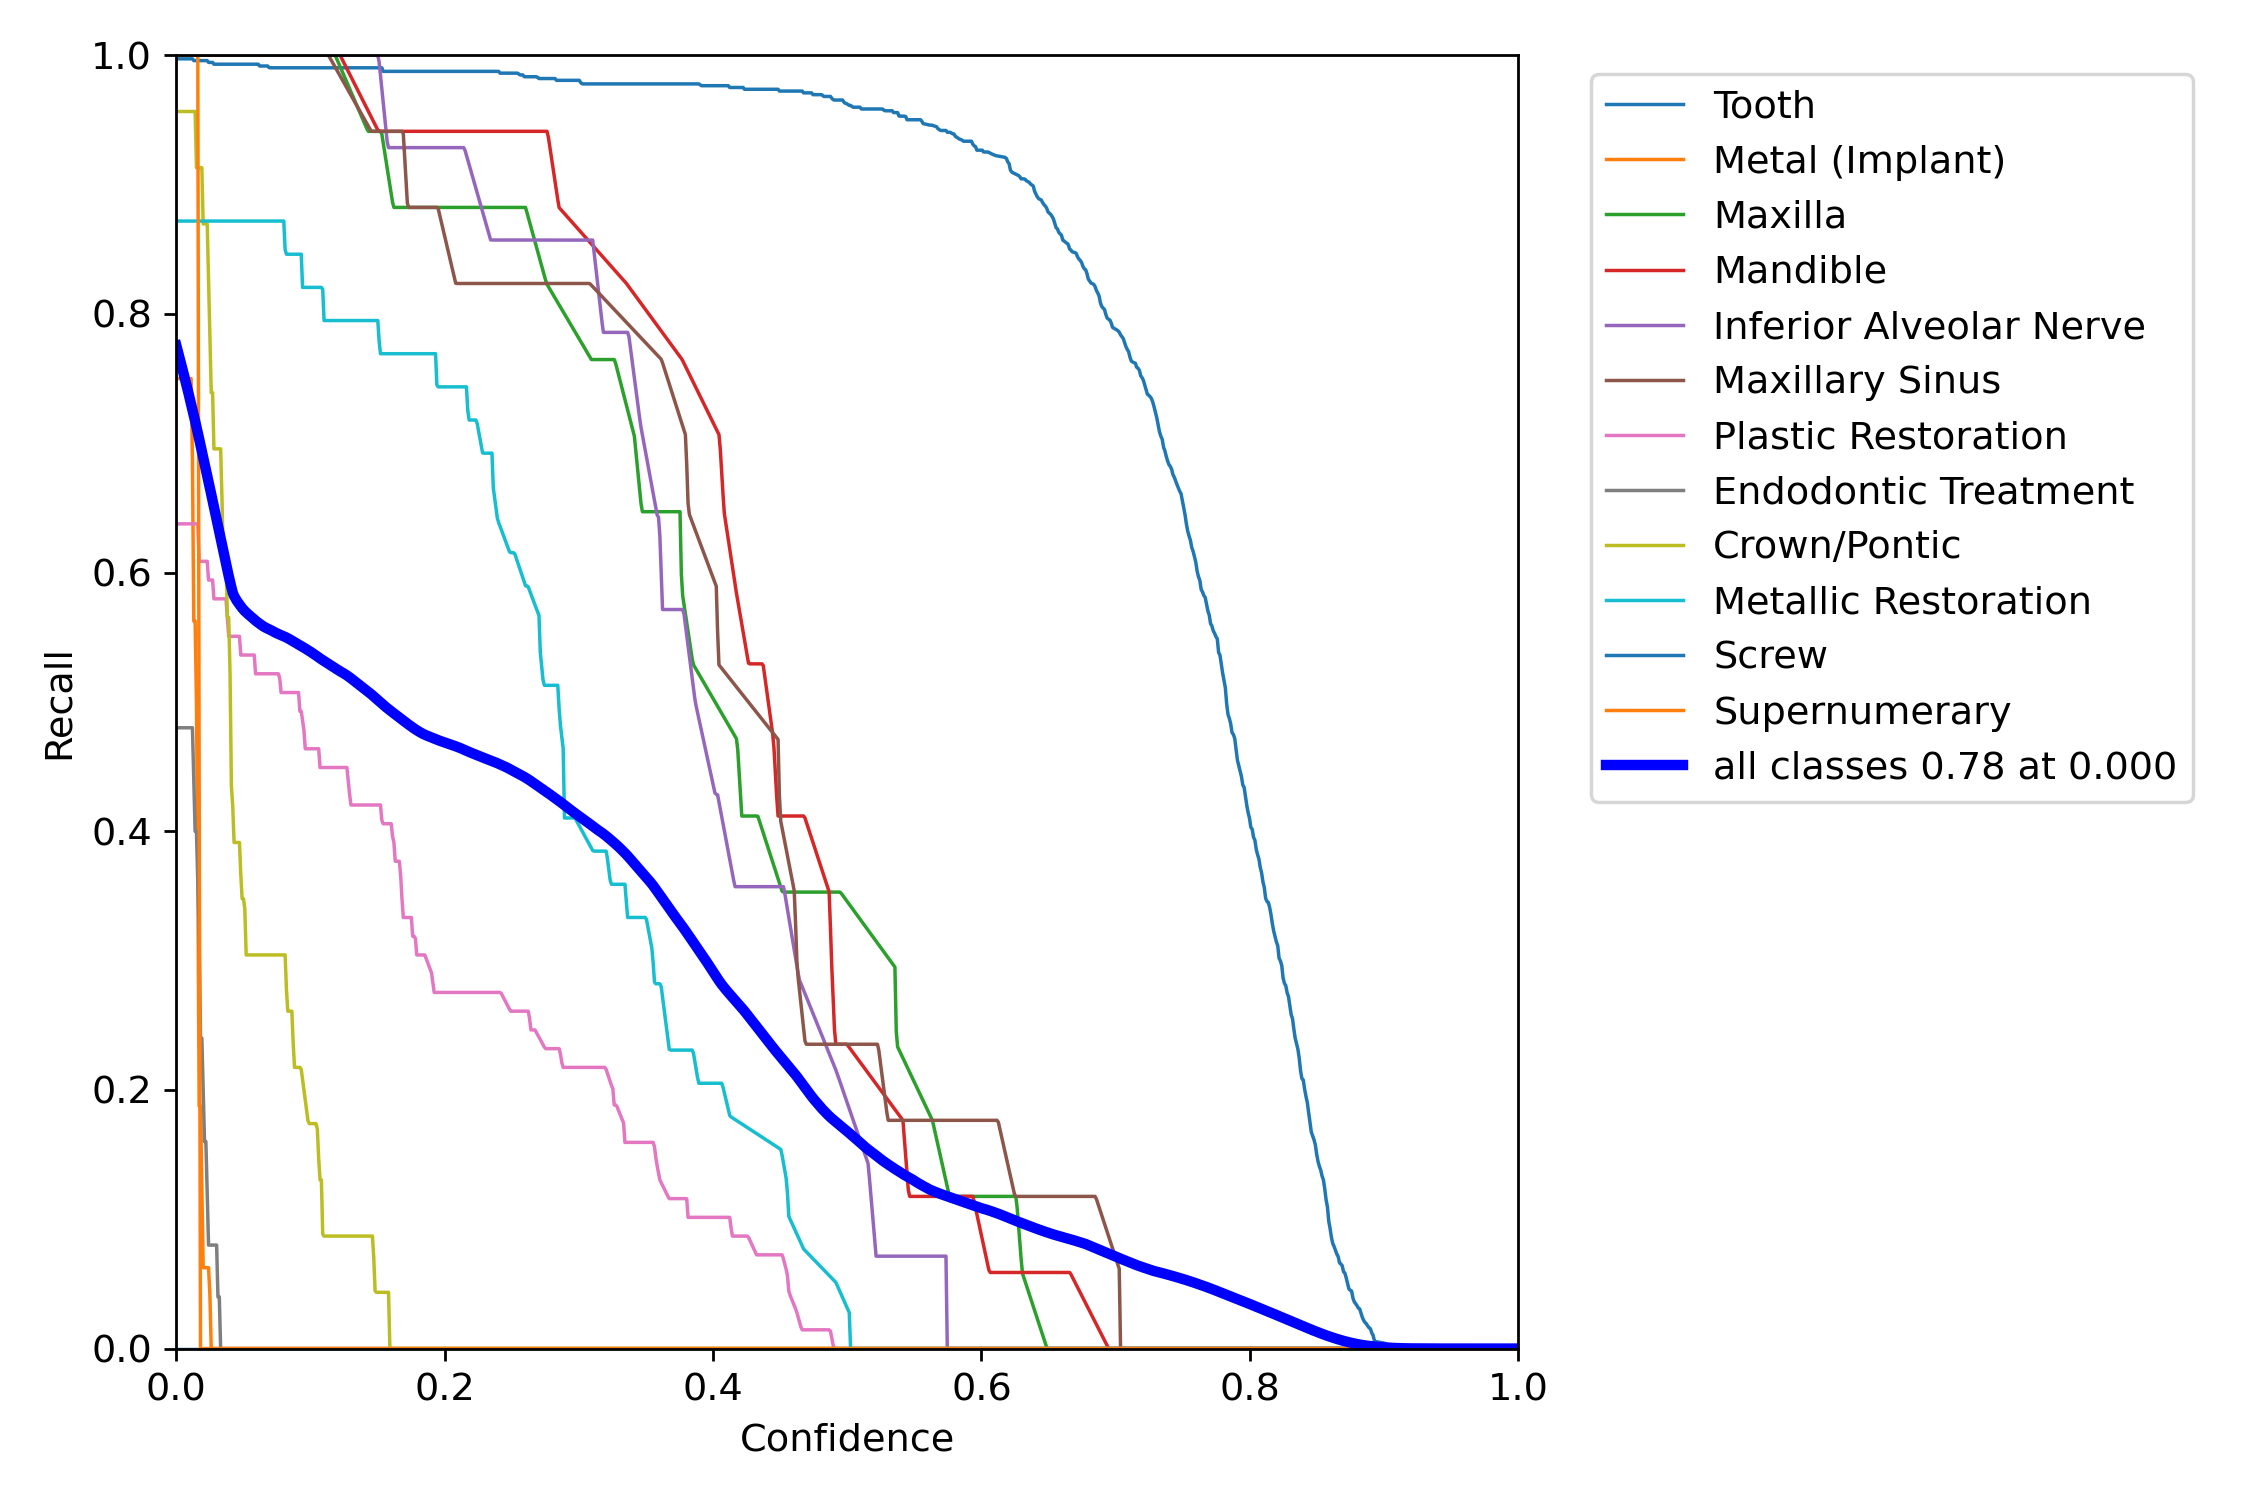 1.0
0.8
0.6
0.4
0.2
0.0
Recall
0.0 0.2 0.4 0.6 0.8 1.0
Confidence
Tooth
Metal (Implant)
Maxilla
Mandible
Inferior Alveolar Nerve
Maxillary Sinus
Plastic Restoration
Endodontic Treatment
Crown/Pontic
Metallic Restoration
Screw
Supernumerary
all classes 0.78 at 0.000